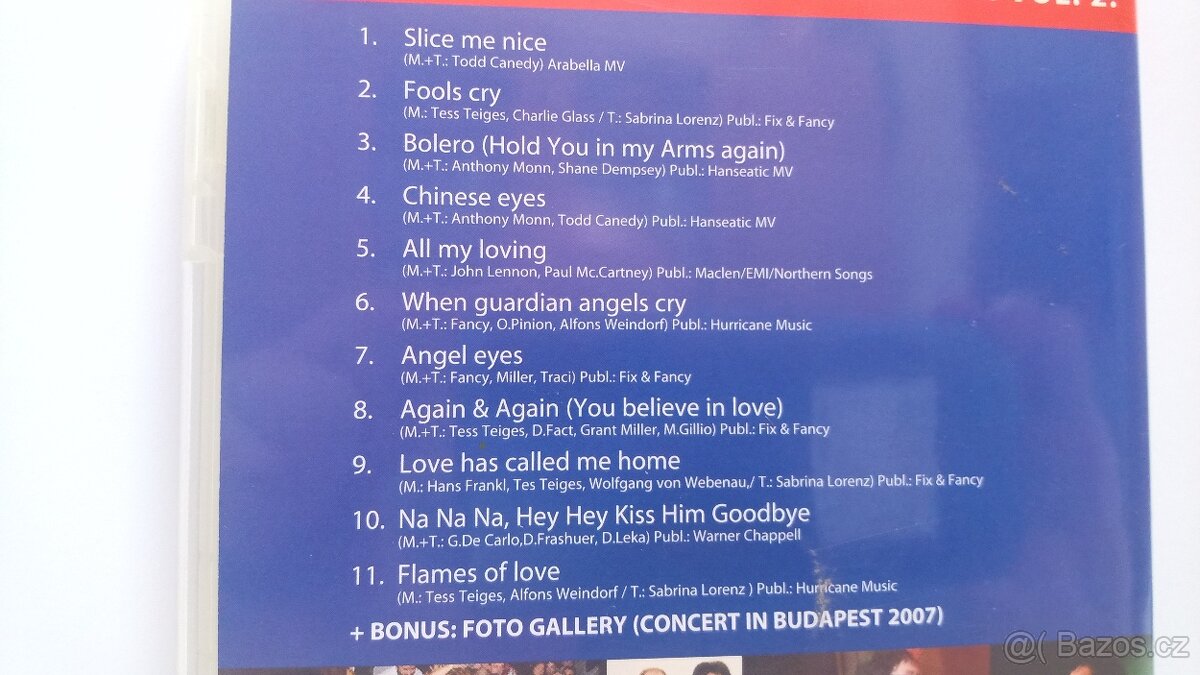 VOL. 2.
1. Slice me nice
(M.+T.: Todd Canedy) Arabella MV
2. Fools cry
(M.: Tess Teiges, Charlie Glass / T.: Sabrina Lorenz) Publ.: Fix & Fancy
3. Bolero (Hold You in my Arms again)
(M.+T.: Anthony Monn, Shane Dempsey) Publ.: Hanseatic MV
4. Chinese eyes
(M.+T.: Anthony Monn, Todd Canedy) Publ.: Hanseatic MV
5. All my loving
(M.+T.: John Lennon, Paul Mc.Cartney) Publ.: Maclen/EMI/Northern Songs
6. When guardian angels cry
(M.+T.: Fancy, O.Pinion, Alfons Weindorf) Publ.: Hurricane Music
7. Angel eyes
(M.+T.: Fancy, Miller, Traci) Publ.: Fix & Fancy
8. Again & Again (You believe in love)
(M.+T.: Tess Teiges, D.Fact, Grant Miller, M.Gillio) Publ.: Fix & Fancy
9. Love has called me home
(M.: Hans Frankl, Tes Teiges, Wolfgang von Webenau,/ T.: Sabrina Lorenz) Publ.: Fix & Fancy
10. Na Na Na, Hey Hey Kiss Him Goodbye
(M.+T.: G.De Carlo,D.Frashuer, D.Leka) Publ.: Warner Chappell
11. Flames of love
(M.: Tess Teiges, Alfons Weindorf / T.: Sabrina Lorenz ) Publ.: Hurricane Music
+ BONUS: FOTO GALLERY (CONCERT IN BUDAPEST 2007)
@( Bazos.cz